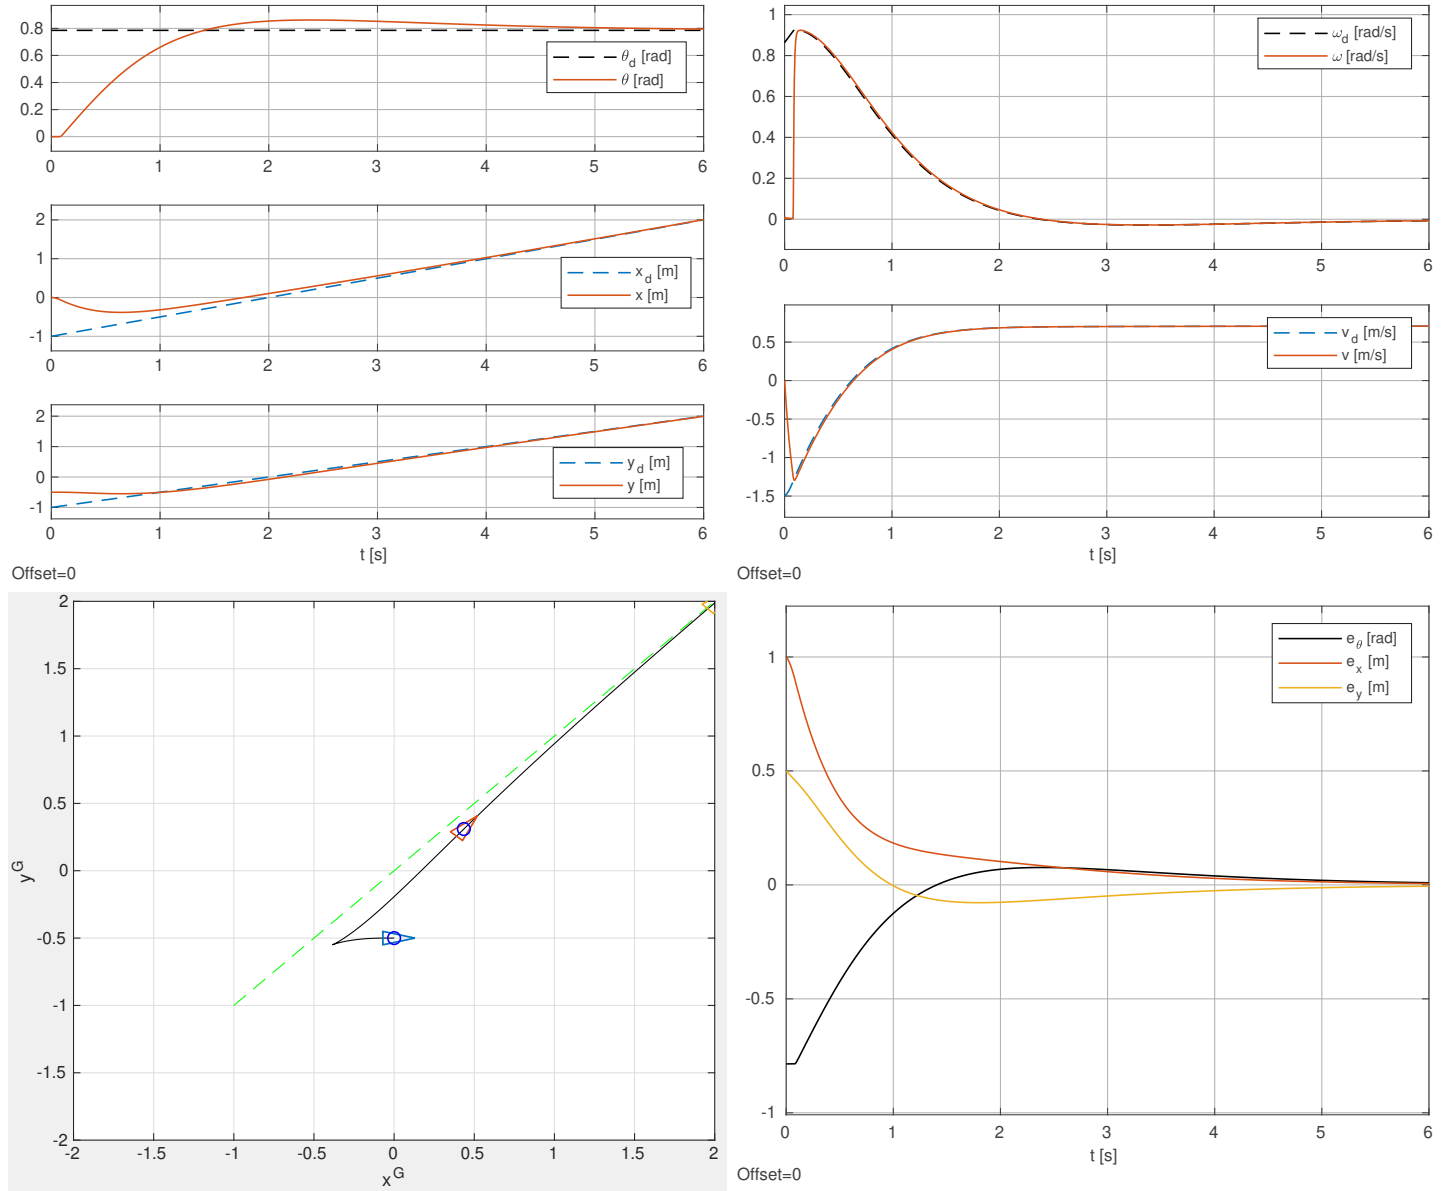 0.8
0.6
0.4
0.2
0
θd [rad]
θ [rad]
0 1 2 3 4 5 6
2
1
0
-1
xd [m]
x [m]
0 1 2 3 4 5 6
2
1
0
-1
yd [m]
y [m]
0 1 2 3 4 5 6
t [s]
Offset=0
1
0.8
0.6
0.4
0.2
0
ωd [rad/s]
ω [rad/s]
0 1 2 3 4 5 6
0.5
0
-0.5
-1
-1.5
vd [m/s]
v [m/s]
0 1 2 3 4 5 6
t [s]
Offset=0
2
1.5
1
0.5
0
-0.5
-1
-1.5
-2
yG
-2 -1.5 -1 -0.5 0 0.5 1 1.5 2
xG
1
0.5
0
-0.5
-1
eθ [rad]
ex [m]
ey [m]
0 1 2 3 4 5 6
t [s]
Offset=0